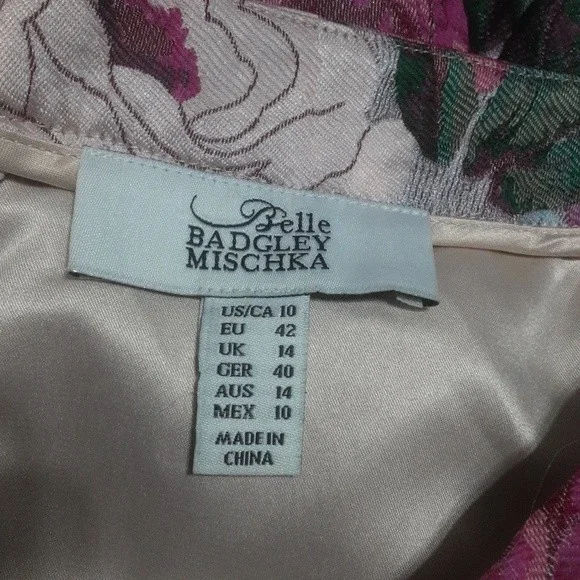 Belle
BADGLEY
MISCHKA
US/CA 10
EU 42
UK 14
GER 40
AUS 14
MEX 10
MADE IN
CHINA